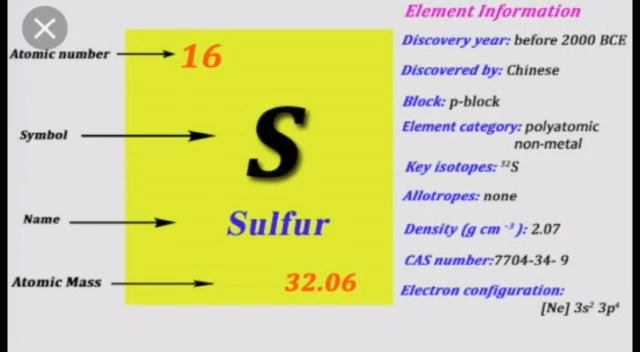 Element Information
Atomic number
16
Symbol
S
Name
Sulfur
Atomic Mass
32.06
Discovery year: before 2000 BCE
Discovered by: Chinese
Block: p-block
Element category: polyatomic
non-metal
Key isotopes: ³²S
Allotropes: none
Density (g cm ⁻³ ): 2.07
CAS number:7704-34- 9
Electron configuration:
[Ne] 3s² 3p⁴